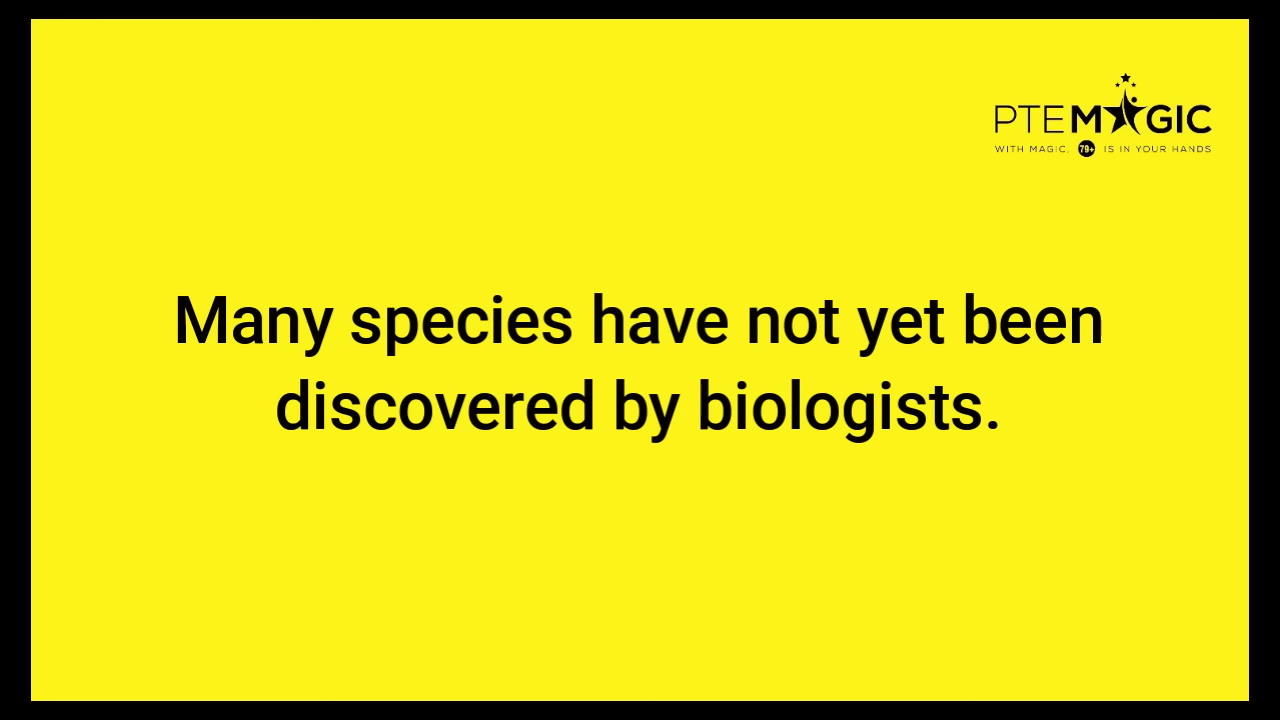 PTEMAGIC
WITH MAGIC, 79+ IS IN YOUR HANDS
Many species have not yet been
discovered by biologists.